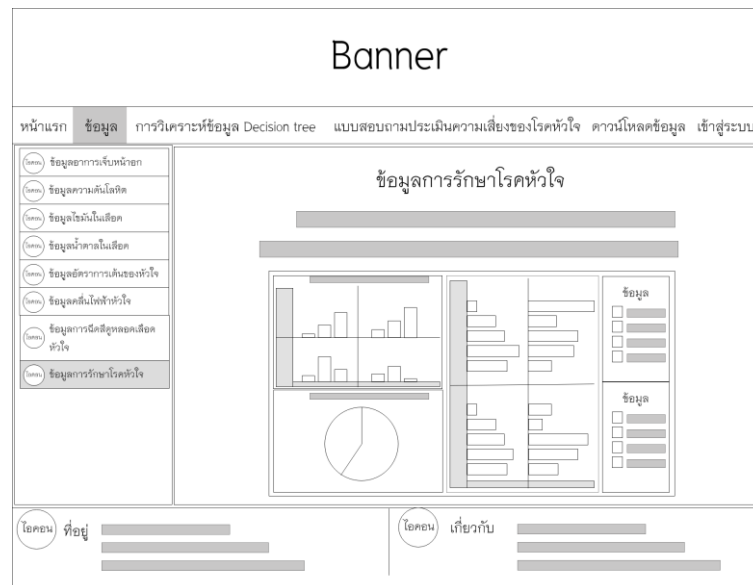 Banner
หน้าแรก ข้อมูล การวิเคราะห์ข้อมูล Decision tree แบบสอบถามประเมินความเสี่ยงของโรคหัวใจ ดาวน์โหลดข้อมูล เข้าสู่ระบบ
ไอคอน ข้อมูลอาการเจ็บหน้าอก
ไอคอน ข้อมูลความดันโลหิต
ไอคอน ข้อมูลไขมันในเลือด
ไอคอน ข้อมูลน้ำตาลในเลือด
ไอคอน ข้อมูลอัตราการเต้นของหัวใจ
ไอคอน ข้อมูลคลื่นไฟฟ้าหัวใจ
ไอคอน ข้อมูลการฉีดสีดูหลอดเลือด
หัวใจ
ไอคอน ข้อมูลการรักษาโรคหัวใจ
ข้อมูลการรักษาโรคหัวใจ
ข้อมูล
ข้อมูล
ไอคอน ที่อยู่
ไอคอน เกี่ยวกับ